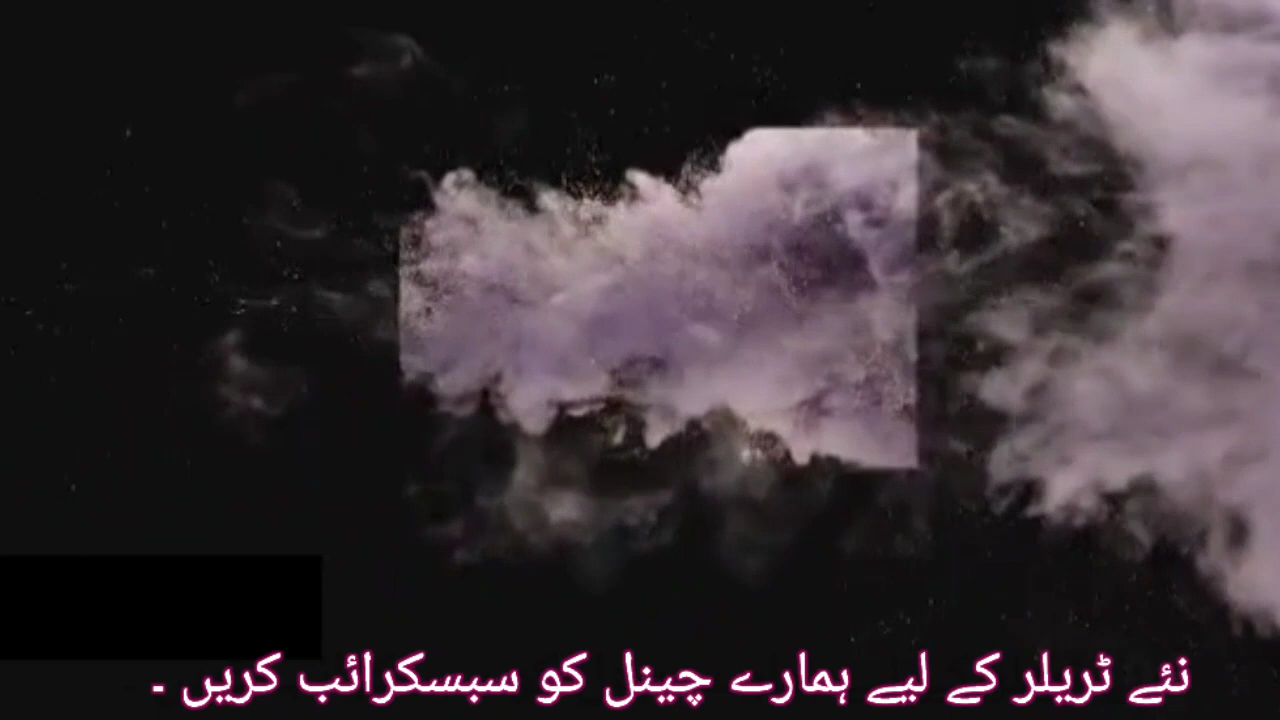 نئے ٹریلر کے لیے ہمارے چینل کو سبسکرائب کریں ۔